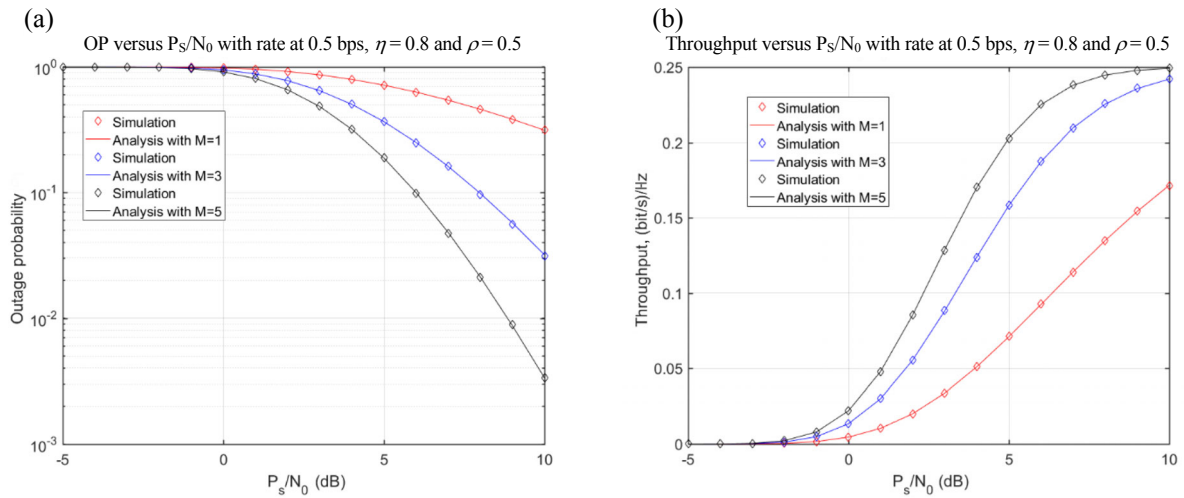 (a)
OP versus PS/N0 with rate at 0.5 bps, η = 0.8 and ρ = 0.5
10^0
10^-1
10^-2
10^-3
Outage probability
Simulation
Analysis with M=1
Simulation
Analysis with M=3
Simulation
Analysis with M=5
-5
0
5
10
Ps/N0 (dB)
(b)
Throughput versus PS/N0 with rate at 0.5 bps, η = 0.8 and ρ = 0.5
0.25
0.2
0.15
0.1
0.05
0
Throughput, (bit/s)/Hz
Simulation
Analysis with M=1
Simulation
Analysis with M=3
Simulation
Analysis with M=5
-5
0
5
10
Ps/N0 (dB)